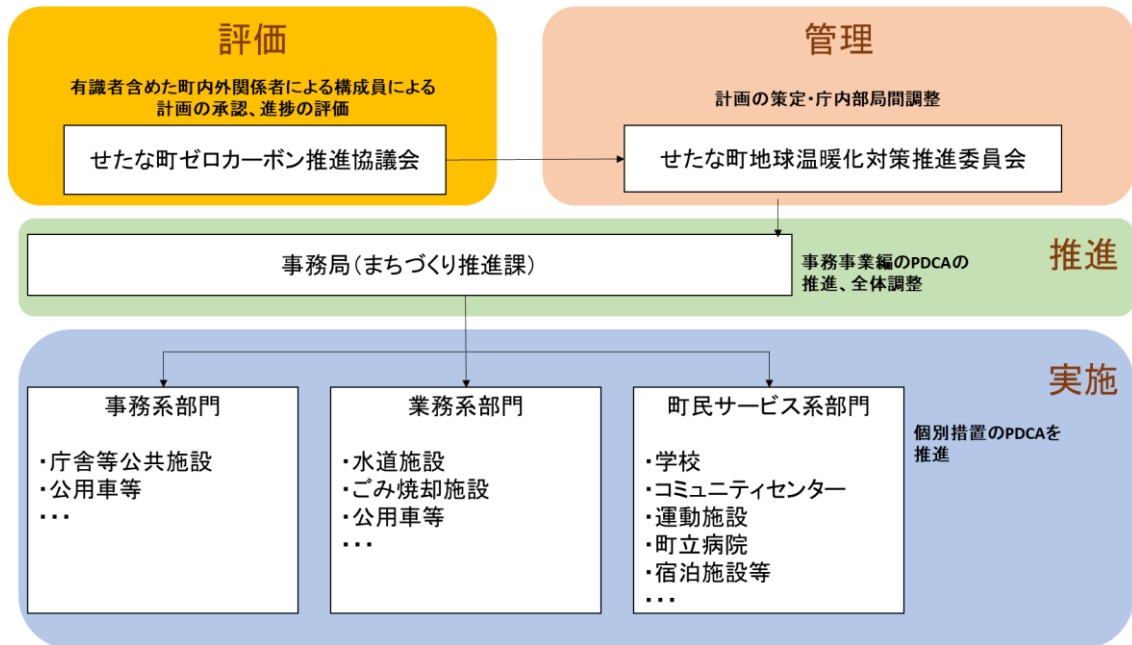 評価
有識者含めた町内外関係者による構成員による
計画の承認、進捗の評価
せたな町ゼロカーボン推進協議会
管理
計画の策定・庁内部局間調整
せたな町地球温暖化対策推進委員会
推進
事務局(まちづくり推進課)
事務事業編のPDCAの
推進、全体調整
実施
事務系部門
・庁舎等公共施設
・公用車等
・・・
業務系部門
・水道施設
・ごみ焼却施設
・公用車等
・・・
町民サービス系部門
・学校
・コミュニティセンター
・運動施設
・町立病院
・宿泊施設等
・・・
個別措置のPDCAを
推進